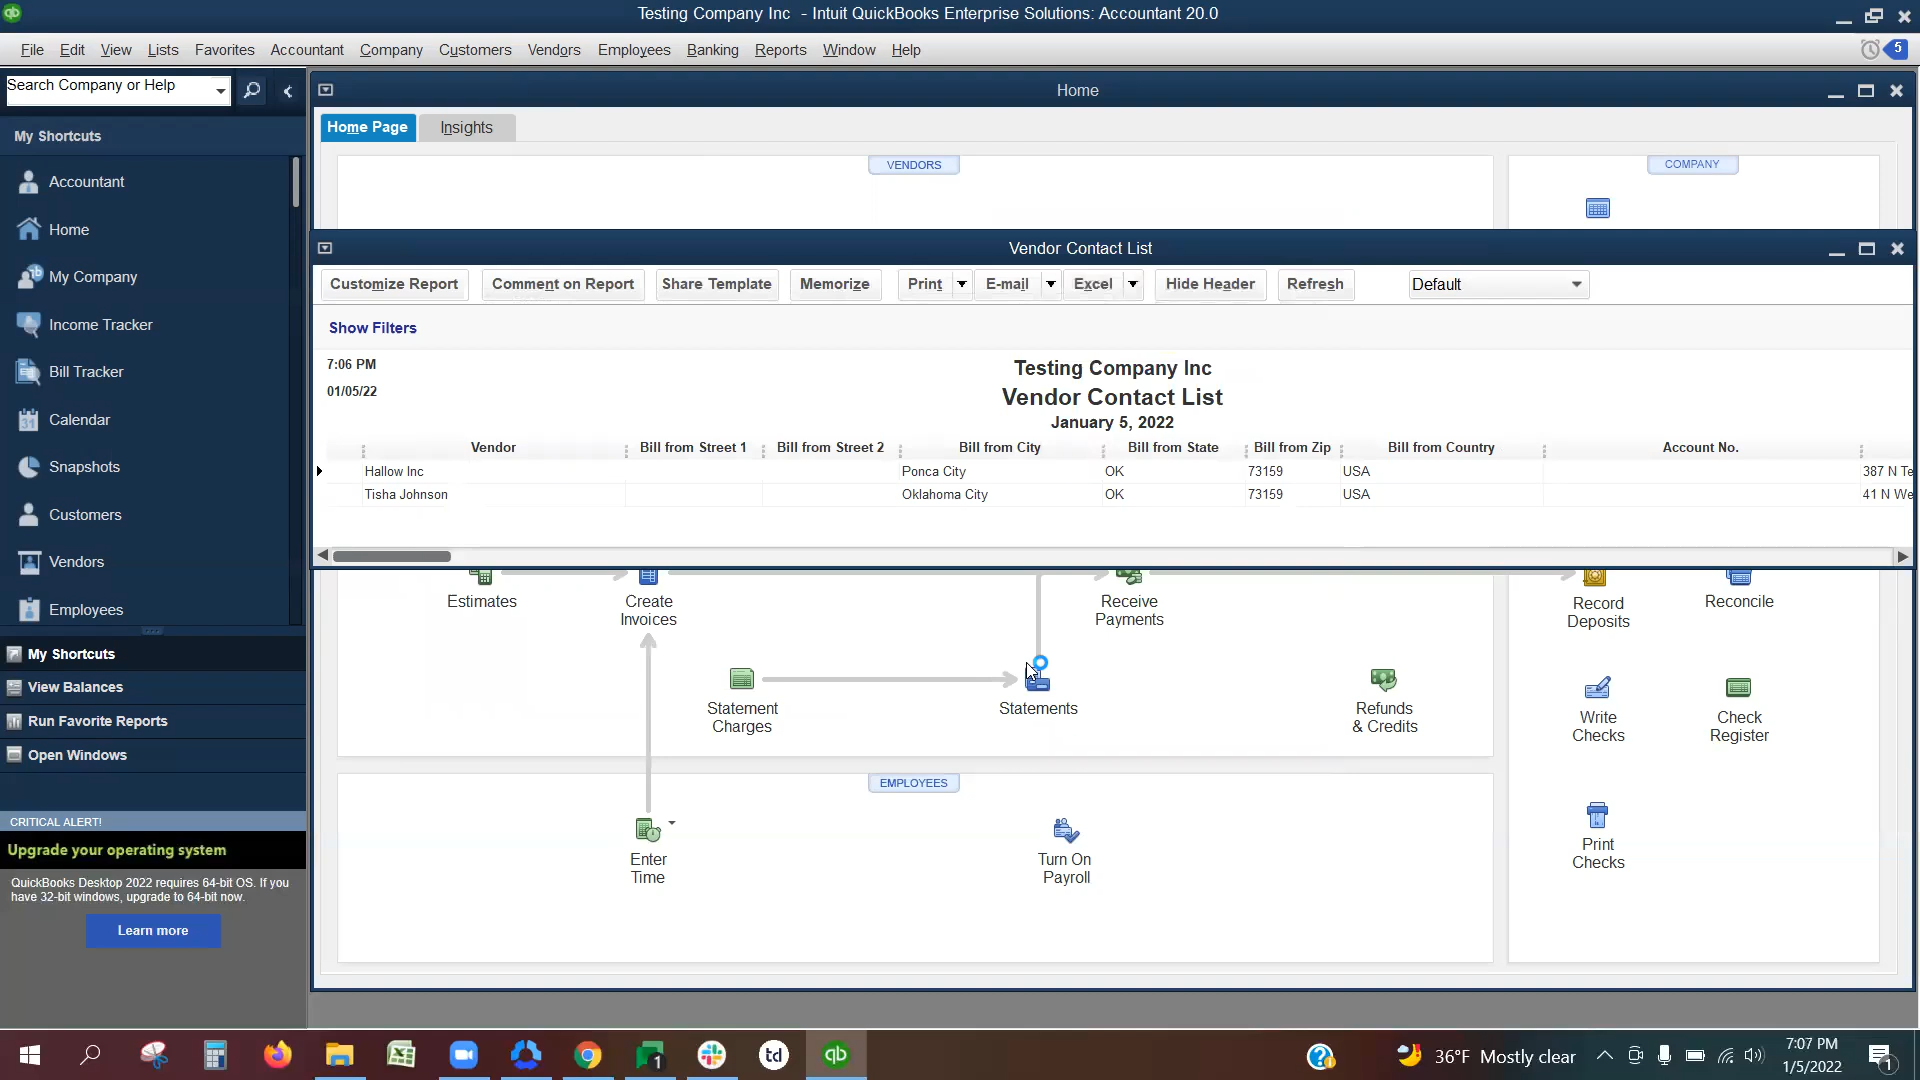 Testing Company Inc - Intuit QuickBooks Enterprise Solutions: Accountant 20.0
File Edit View Lists Favorites Accountant Company Customers Vendors Employees Banking Reports Window Help
5
Search Company or Help
My Shortcuts
Accountant
Home
My Company
Income Tracker
Bill Tracker
Calendar
Snapshots
Customers
Vendors
Employees
My Shortcuts
View Balances
Run Favorite Reports
Open Windows
CRITICAL ALERT!
Upgrade your operating system
QuickBooks Desktop 2022 requires 64-bit OS. If you
have 32-bit windows, upgrade to 64-bit now.
Learn more
Home
Home Page Insights
VENDORS
COMPANY
Vendor Contact List
Customize Report Comment on Report Share Template Memorize Print E-mail Excel Hide Header Refresh Default
Show Filters
7:06 PM
01/05/22
Testing Company Inc
Vendor Contact List
January 5, 2022
Vendor Bill from Street 1 Bill from Street 2 Bill from City Bill from State Bill from Zip Bill from Country Account No.
Hallow Inc Ponca City OK 73159 USA 387 N Te
Tisha Johnson Oklahoma City OK 73159 USA 41 N We
Estimates
Create
Invoices
Receive
Payments
Record
Deposits
Reconcile
Statement
Charges
Statements
Refunds
& Credits
Write
Checks
Check
Register
EMPLOYEES
Enter
Time
Turn On
Payroll
Print
Checks
31
1
td
qb
36°F Mostly clear
7:07 PM
1/5/2022
1